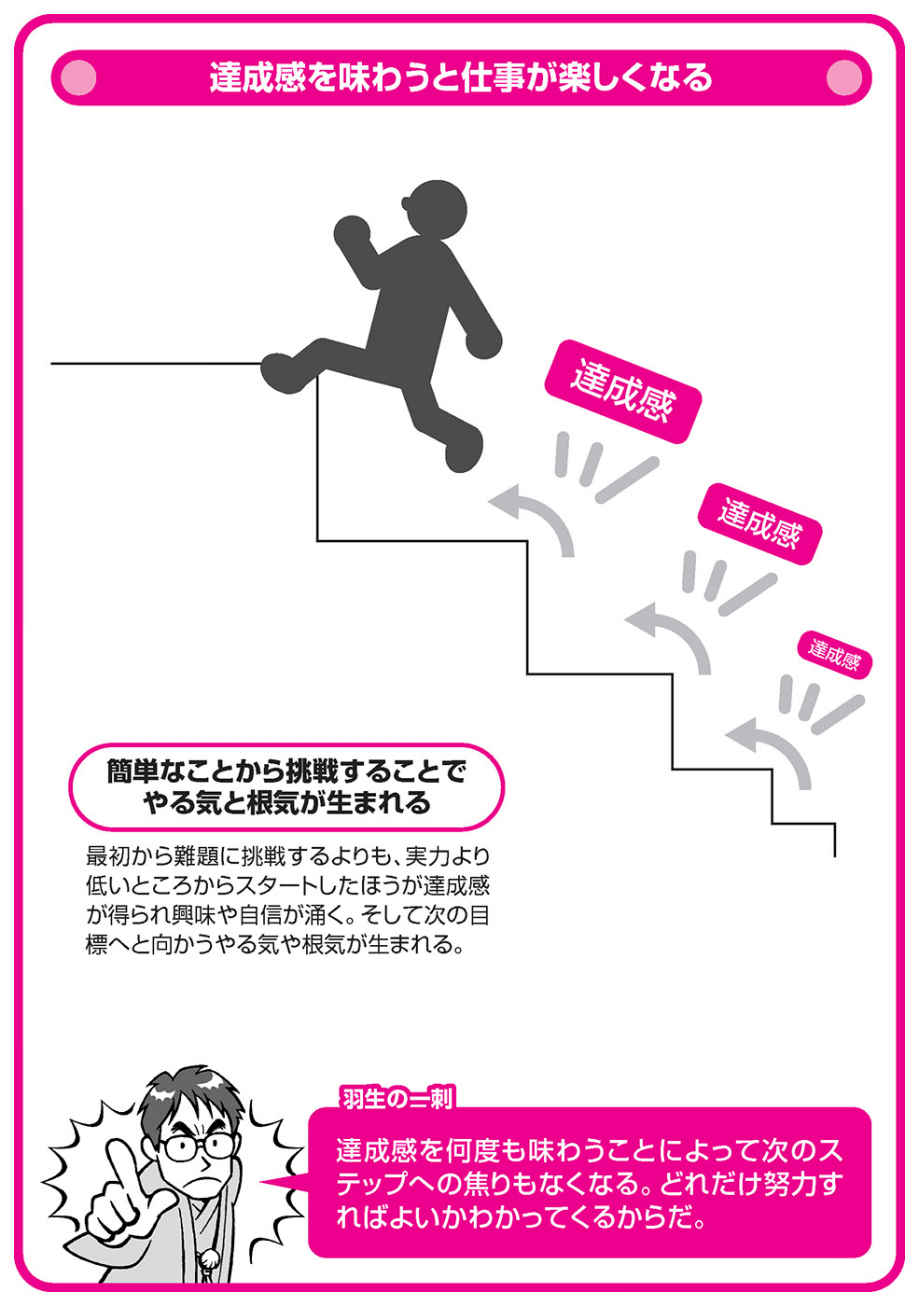 達成感を味わうと仕事が楽しくなる
達成感
達成感
達成感
簡単なことから挑戦することで
やる気と根気が生まれる
最初から難題に挑戦するよりも、実力より
低いところからスタートしたほうが達成感
が得られ興味や自信が湧く。そして次の目
標へと向かうやる気や根気が生まれる。
羽生の一刺
達成感を何度も味わうことによって次のス
テップへの焦りもなくなる。どれだけ努力す
ればよいかわかってくるからだ。